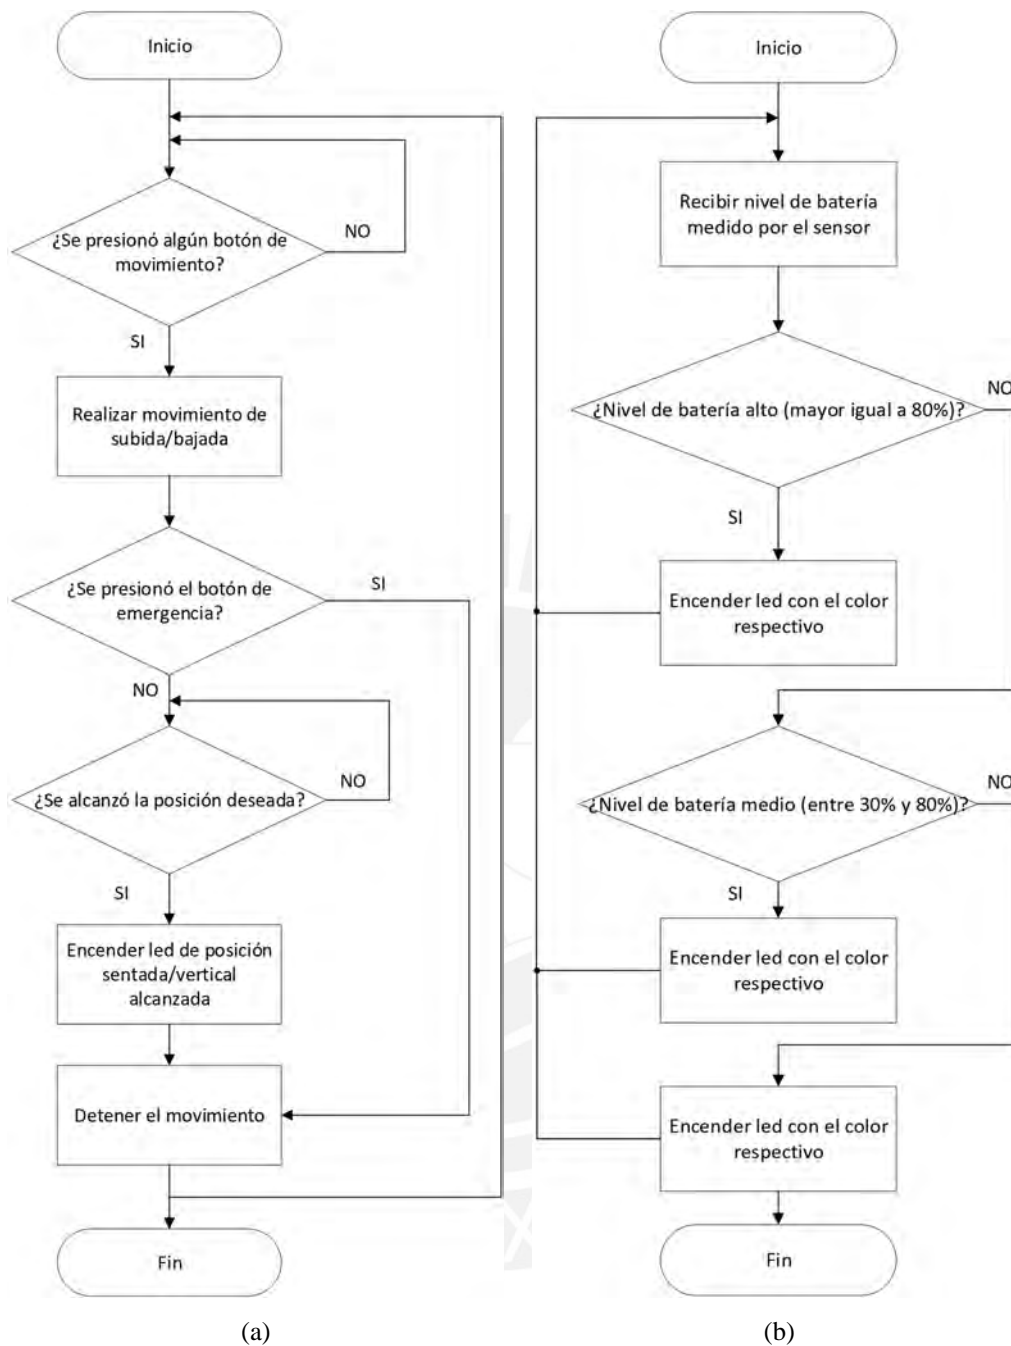 Inicio
¿Se presionó algún botón de
movimiento?
NO
SI
Realizar movimiento de
subida/bajada
¿Se presionó el botón de
emergencia?
SI
NO
¿Se alcanzó la posición deseada?
NO
SI
Encender led de posición
sentada/vertical
alcanzada
Detener el movimiento
Fin
(a)
Inicio
Recibir nivel de batería
medido por el sensor
¿Nivel de batería alto (mayor igual a 80%)?
NO
SI
Encender led con el color
respectivo
¿Nivel de batería medio (entre 30% y 80%)?
NO
SI
Encender led con el color
respectivo
Encender led con el color
respectivo
Fin
(b)